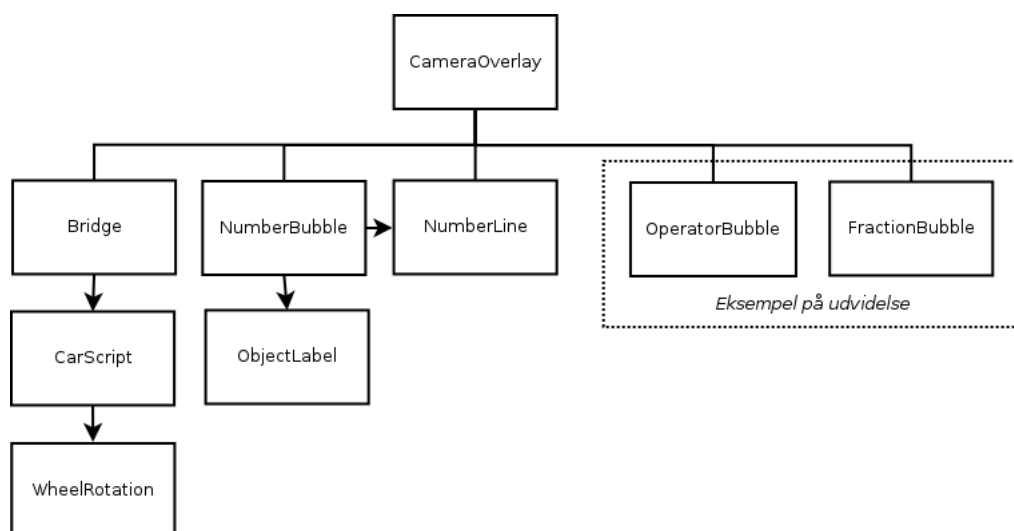 CameraOverlay
Bridge
NumberBubble
NumberLine
OperatorBubble
FractionBubble
Eksempel på udvidelse
CarScript
ObjectLabel
WheelRotation